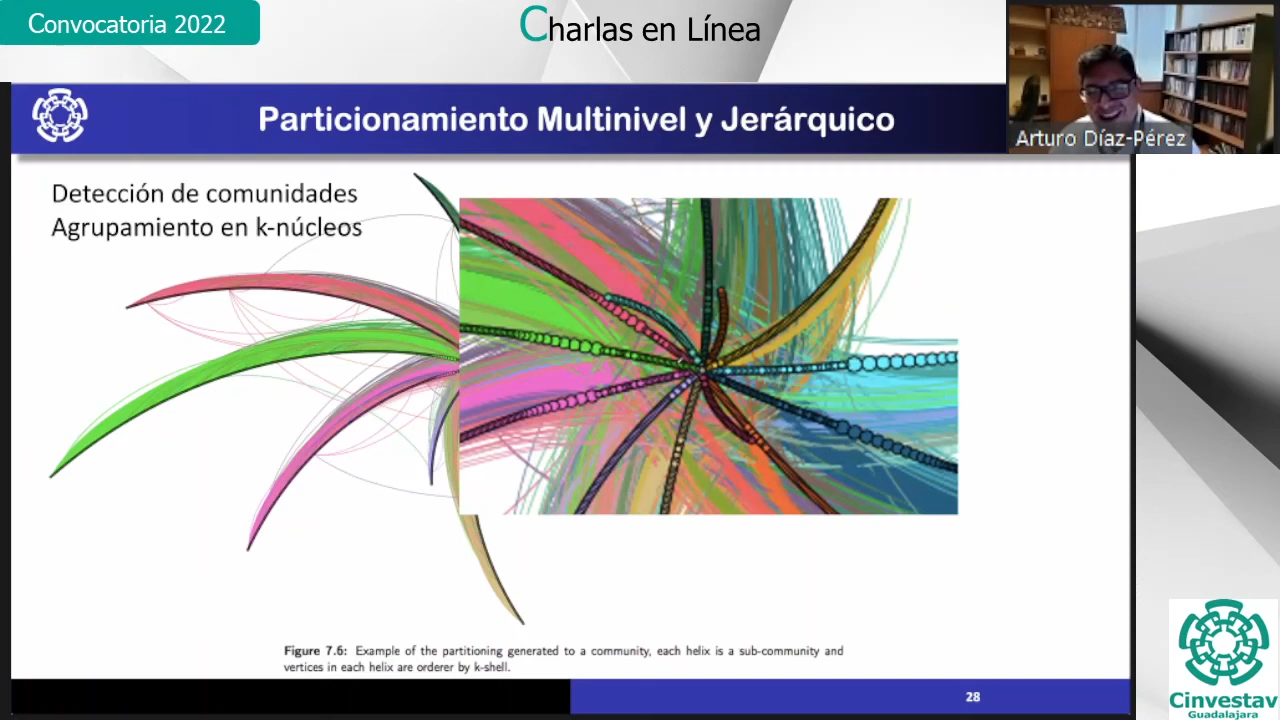 Convocatoria 2022
Charlas en Línea
Arturo Díaz-Pérez
Particionamiento Multinivel y Jerárquico
Detección de comunidades
Agrupamiento en k-núcleos
Figure 7.6: Example of the partitioning generated to a community, each helix is a sub-community and
vertices in each helix are orderer by k-shell.
28
Cinvestav
Guadalajara